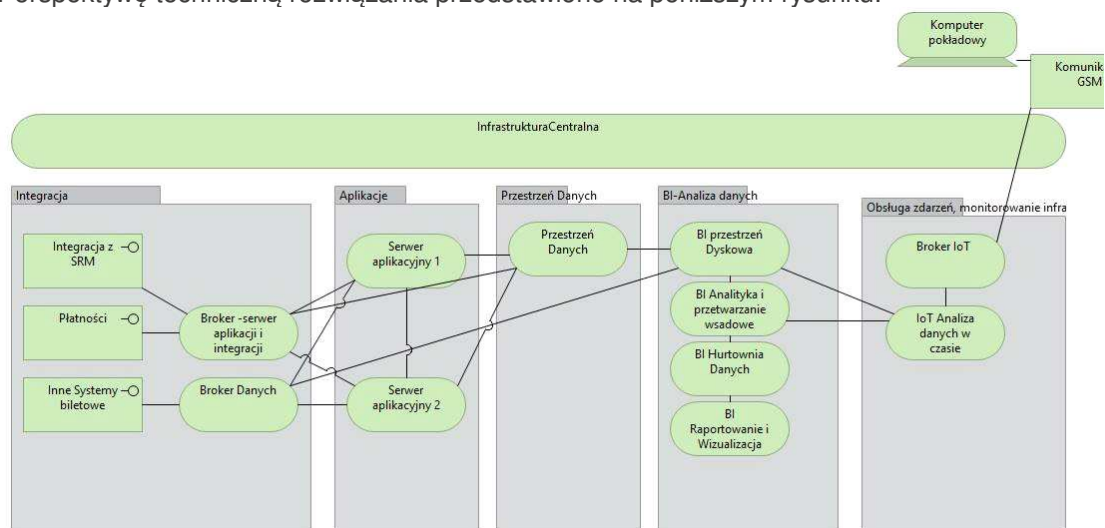 erspektywę techniczną rozwiązania przedstawiono na poniższym rysunku.
Komputer
pokładowy
Komunika
GSM
InfrastrukturaCentralna
Integracja
Aplikacje
Przestrzeń Danych
BI-Analiza danych
Obsługa zdarzeń, monitorowanie infra
Integracja z
SRM
Płatności
Inne Systemy
biletowe
Broker -serwer
aplikacji i
integracji
Broker Danych
Serwer
aplikacyjny 1
Serwer
aplikacyjny 2
Przestrzeń
Danych
BI przestrzeń
Dyskowa
BI Analityka i
przetwarzanie
wsadowe
BI Hurtownia
Danych
BI
Raportowanie i
Wizualizacja
Broker IoT
IoT Analiza
danych w
czasie